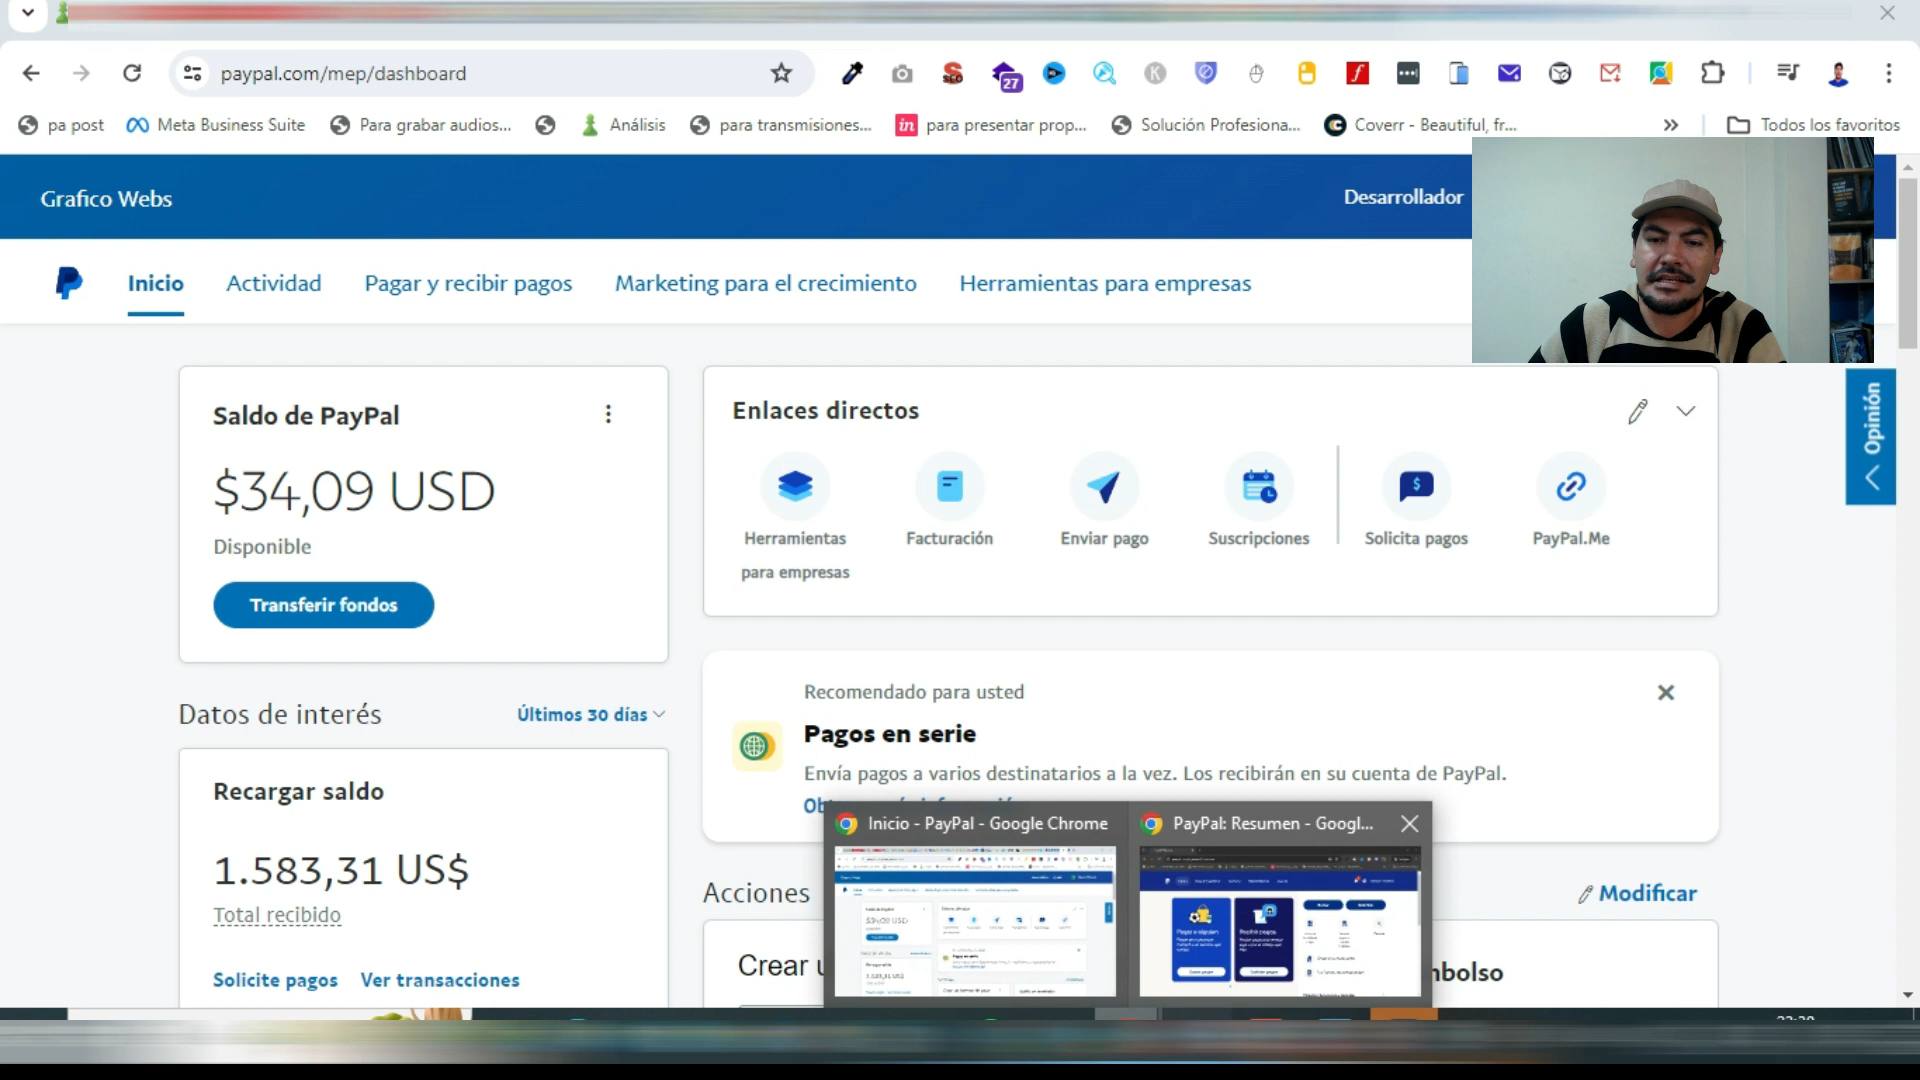 paypal.com/mep/dashboard
SEO
27
K
pa post
Meta Business Suite
Para grabar audios...
Análisis
para transmisiones...
in
para presentar prop...
Solución Profesiona...
Coverr - Beautiful, fr...
Todos los favoritos
Grafico Webs
Desarrollador
Inicio
Actividad
Pagar y recibir pagos
Marketing para el crecimiento
Herramientas para empresas
Saldo de PayPal
$34,09 USD
Disponible
Transferir fondos
Enlaces directos
Herramientas
para empresas
Facturación
Enviar pago
Suscripciones
Solicita pagos
PayPal.Me
Opinión
Datos de interés
Últimos 30 días
Recargar saldo
1.583,31 US$
Total recibido
Solicite pagos
Ver transacciones
Recomendado para usted
Pagos en serie
Envía pagos a varios destinatarios a la vez. Los recibirán en su cuenta de PayPal.
Acciones
Modificar
Crear
Inicio - PayPal - Google Chrome
PayPal: Resumen - Googl...